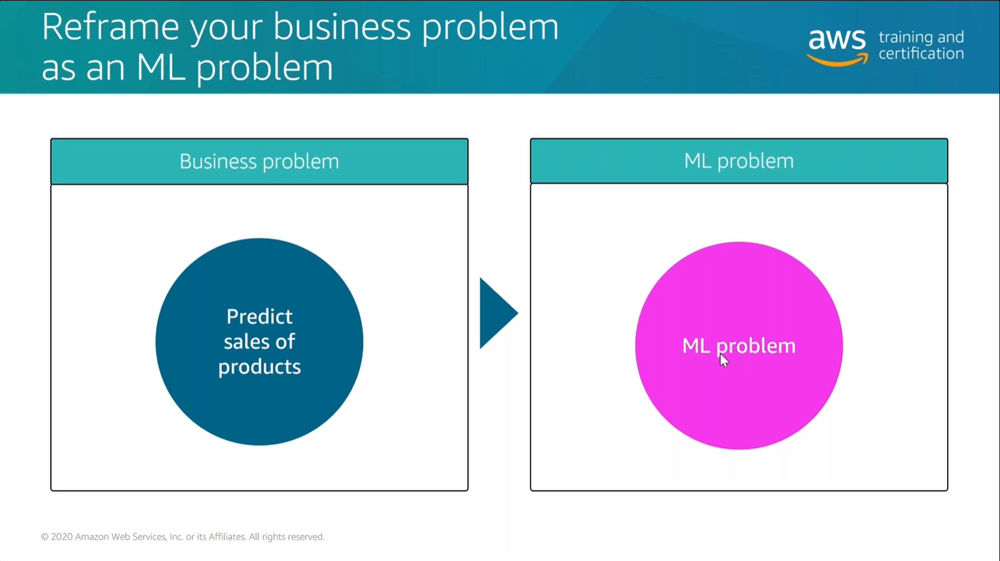 Reframe your business problem
as an ML problem
aws
training and
certification
Business problem
Predict
sales of
products
ML problem
ML problem
© 2020 Amazon Web Services, Inc. or its Affiliates. All rights reserved.